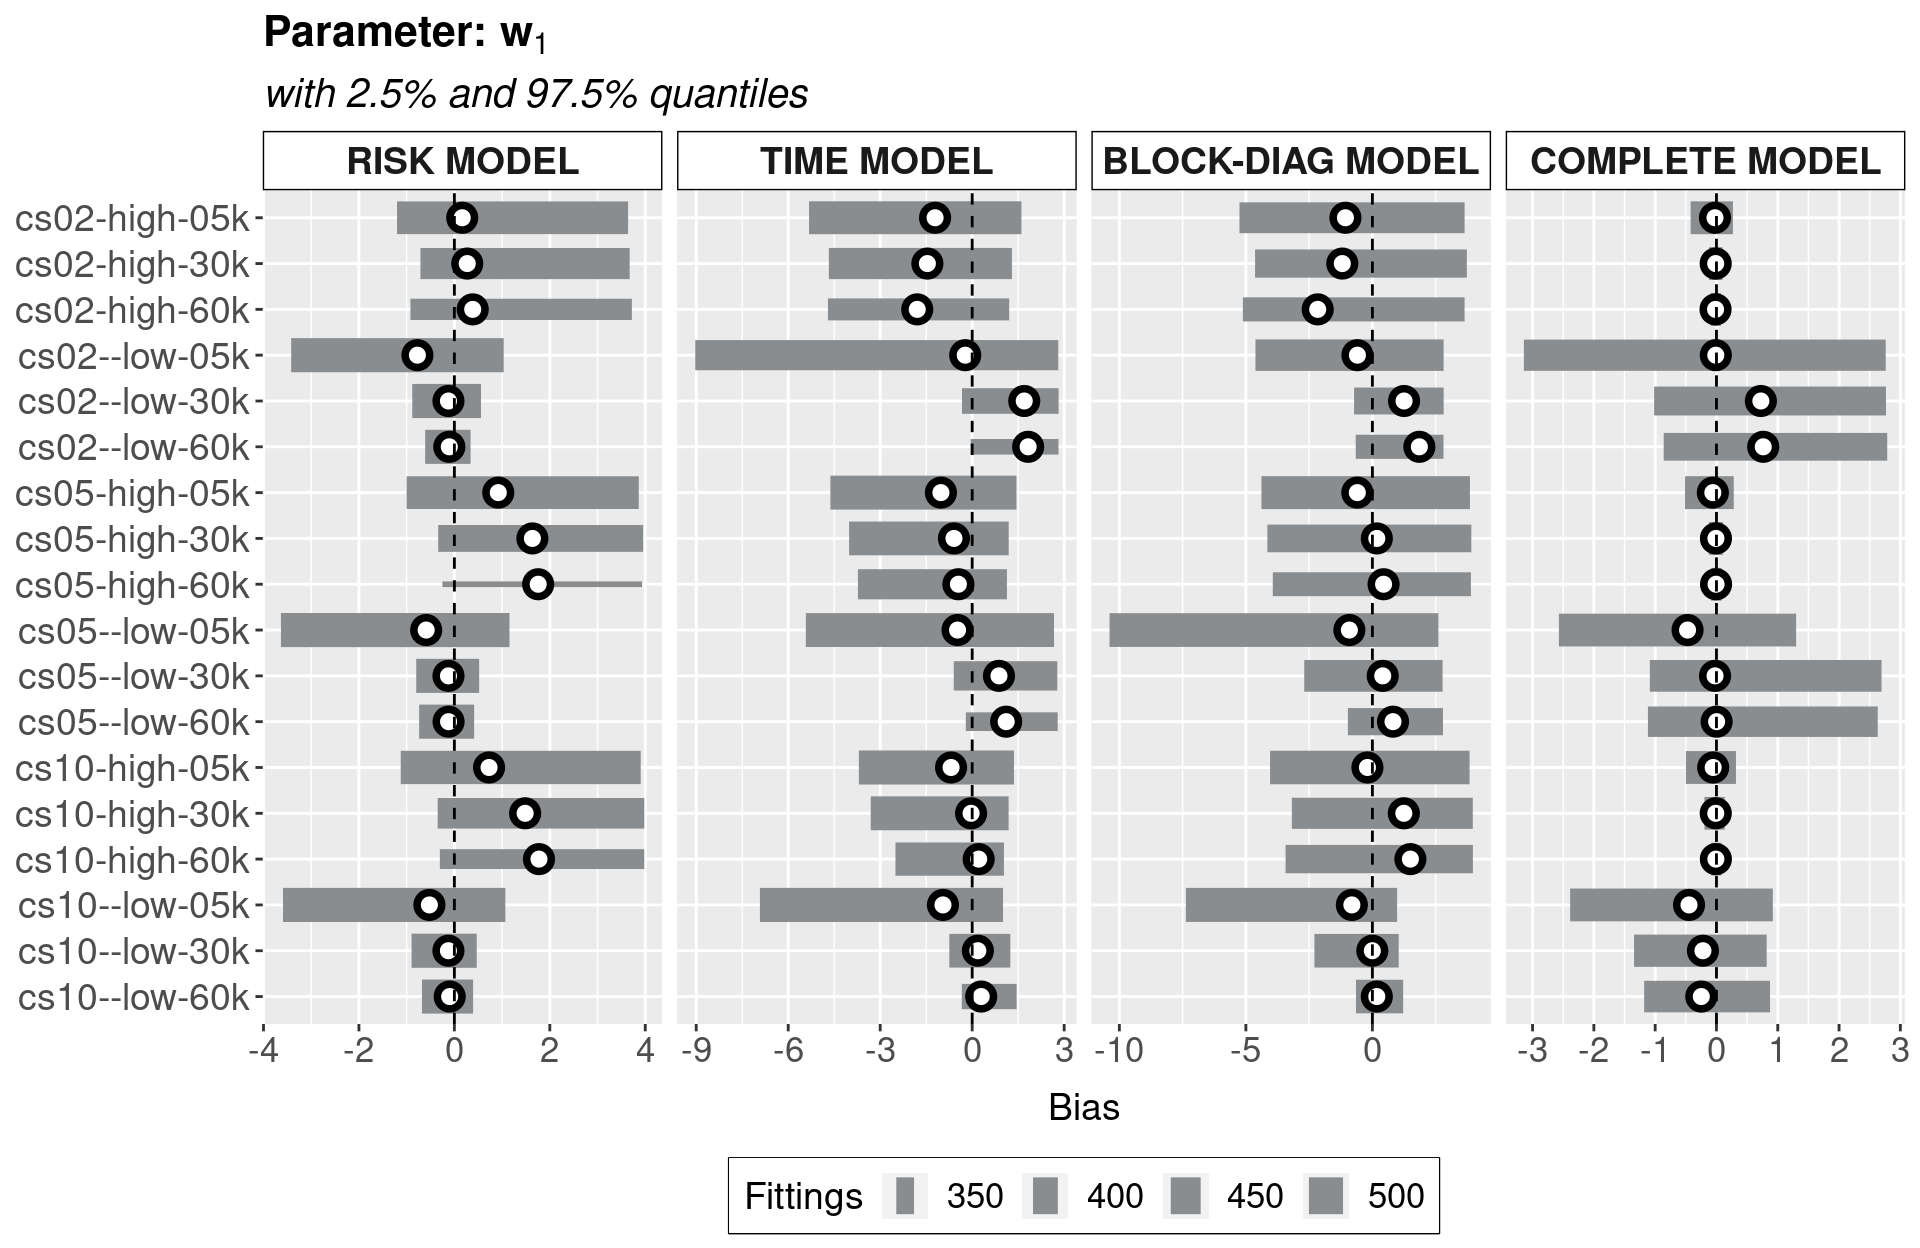 Parameter: w₁
with 2.5% and 97.5% quantiles
RISK MODEL TIME MODEL BLOCK-DIAG MODEL COMPLETE MODEL
cs02-high-05k
cs02-high-30k
cs02-high-60k
cs02--low-05k
cs02--low-30k
cs02--low-60k
cs05-high-05k
cs05-high-30k
cs05-high-60k
cs05--low-05k
cs05--low-30k
cs05--low-60k
cs10-high-05k
cs10-high-30k
cs10-high-60k
cs10--low-05k
cs10--low-30k
cs10--low-60k
-4 -2 0 2 4 -9 -6 -3 0 3 -10 -5 0 -3 -2 -1 0 1 2 3
Bias
Fittings 350 400 450 500